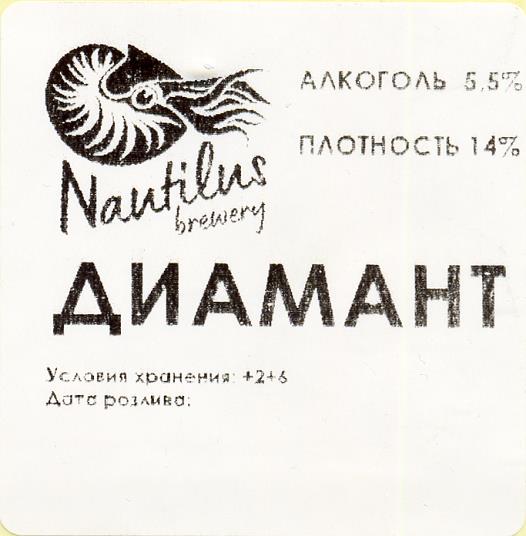 АЛКОГОЛЬ 5,5%
ПЛОТНОСТЬ 14%
Nautilus
brewery
ДИАМАНТ
Условия хранения: +2+6
Дата розлива: